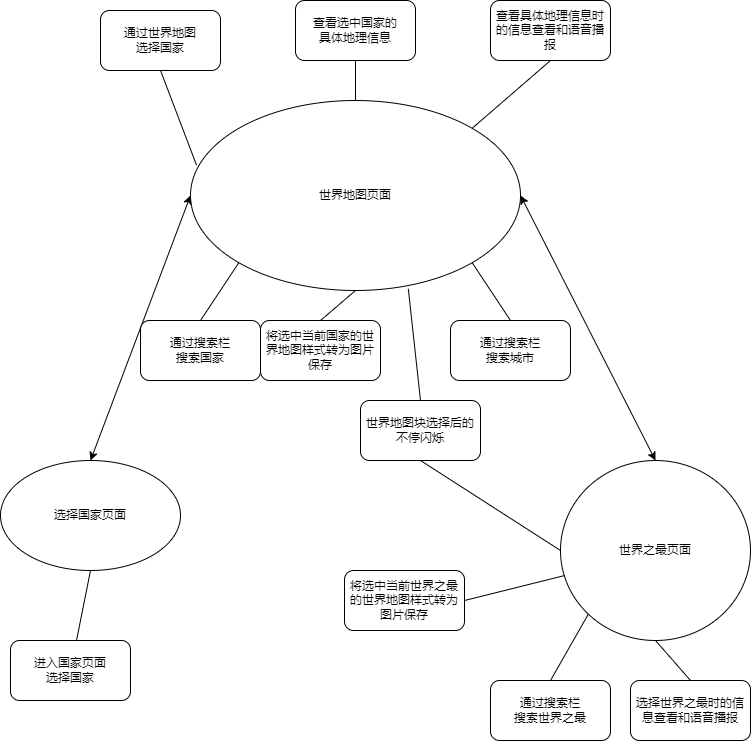 通过世界地图
选择国家
查看选中国家的
具体地理信息
查看具体地理信息时
的信息查看和语音播
报
世界地图页面
通过搜索栏
搜索国家
将选中当前国家的世
界地图样式转为图片
保存
通过搜索栏
搜索城市
世界地图块选择后的
不停闪烁
选择国家页面
世界之最页面
将选中当前世界之最
的世界地图样式转为
图片保存
进入国家页面
选择国家
通过搜索栏
搜索世界之最
选择世界之最时的信
息查看和语音播报